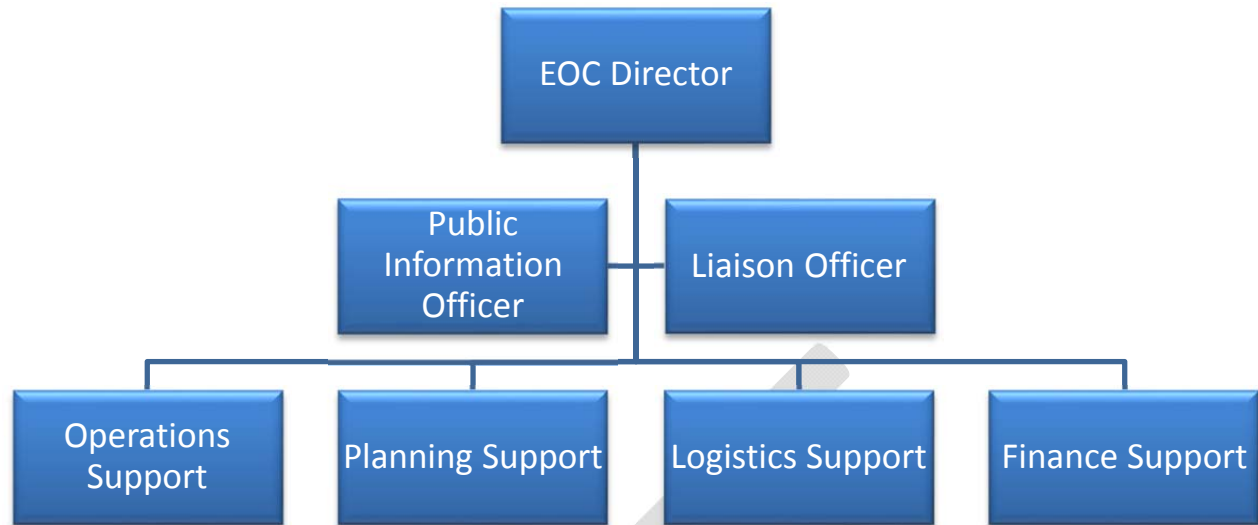 EOC Director
Public
Information
Officer
Liaison Officer
Operations
Support
Planning Support
Logistics Support
Finance Support